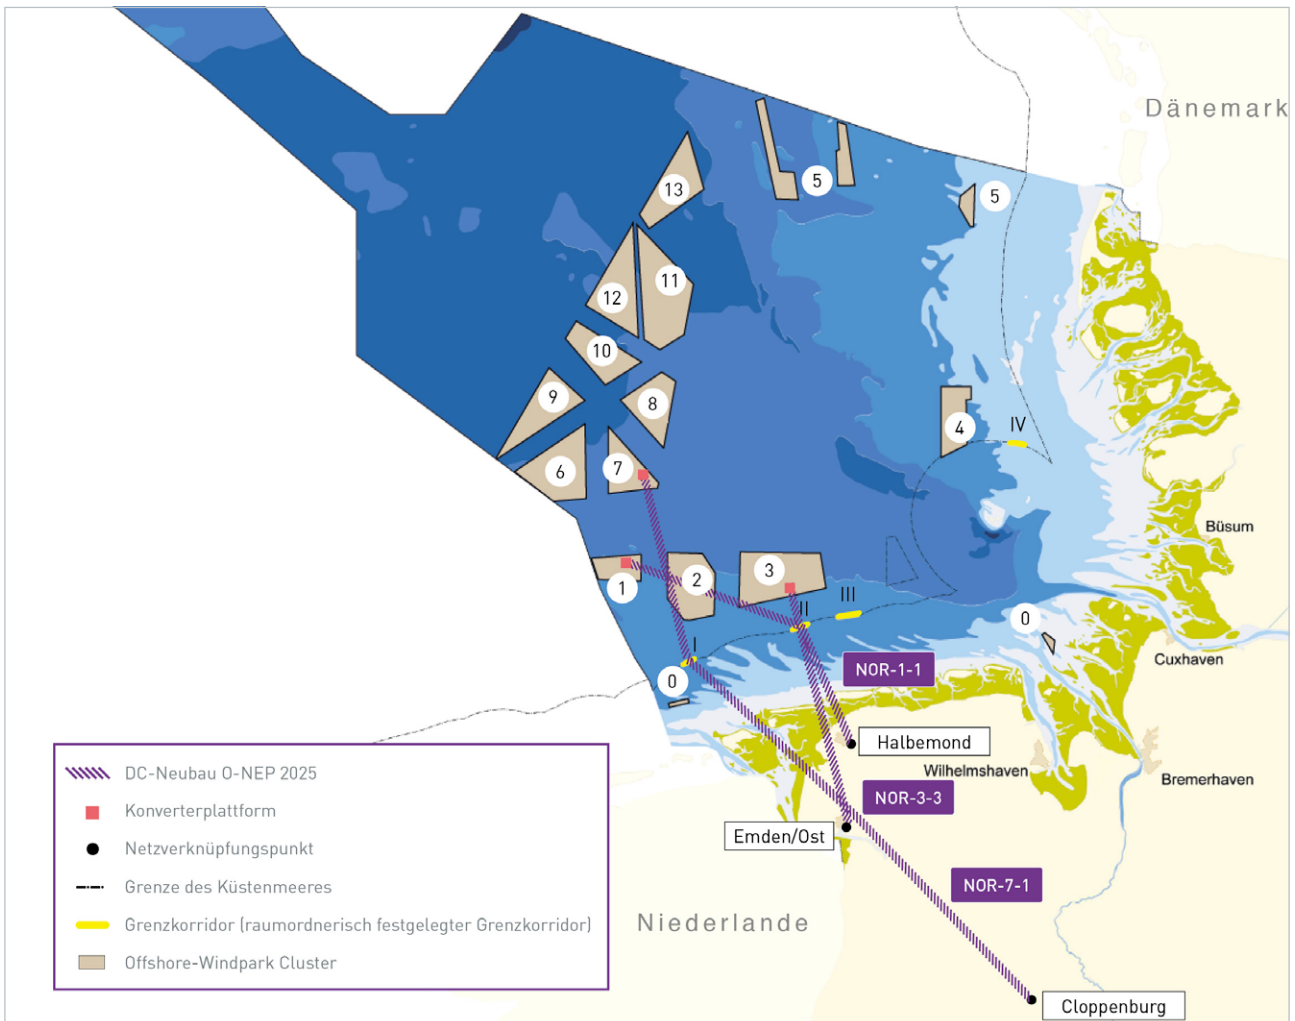 Dänemark
13
5
5
12
11
10
9
8
4
IV
6
7
Büsum
1
2
3
II
III
0
I
0
Cuxhaven
NOR-1-1
Halbemond
Wilhelmshaven
Bremerhaven
NOR-3-3
Emden/Ost
NOR-7-1
Niederlande
Cloppenburg
DC-Neubau O-NEP 2025
Konverterplattform
Netzverknüpfungspunkt
Grenze des Küstenmeeres
Grenzkorridor (raumordnerisch festgelegter Grenzkorridor)
Offshore-Windpark Cluster